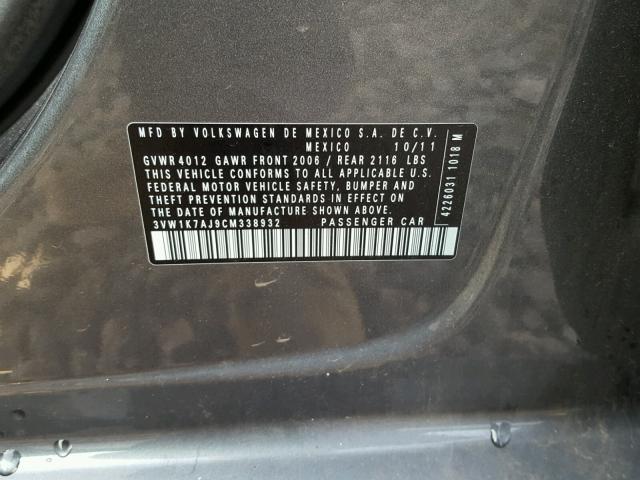 MFD BY VOLKSWAGEN DE MEXICO S.A. DE C.V.
MEXICO 10/11
GVWR 4012 GAWR FRONT 2006 / REAR 2116 LBS
THIS VEHICLE CONFORMS TO ALL APPLICABLE U.S.
FEDERAL MOTOR VEHICLE SAFETY, BUMPER AND
THEFT PREVENTION STANDARDS IN EFFECT ON
THE DATE OF MANUFACTURE SHOWN ABOVE.
3VW1K7AJ9CM338932 PASSENGER CAR
4226031 1018 M